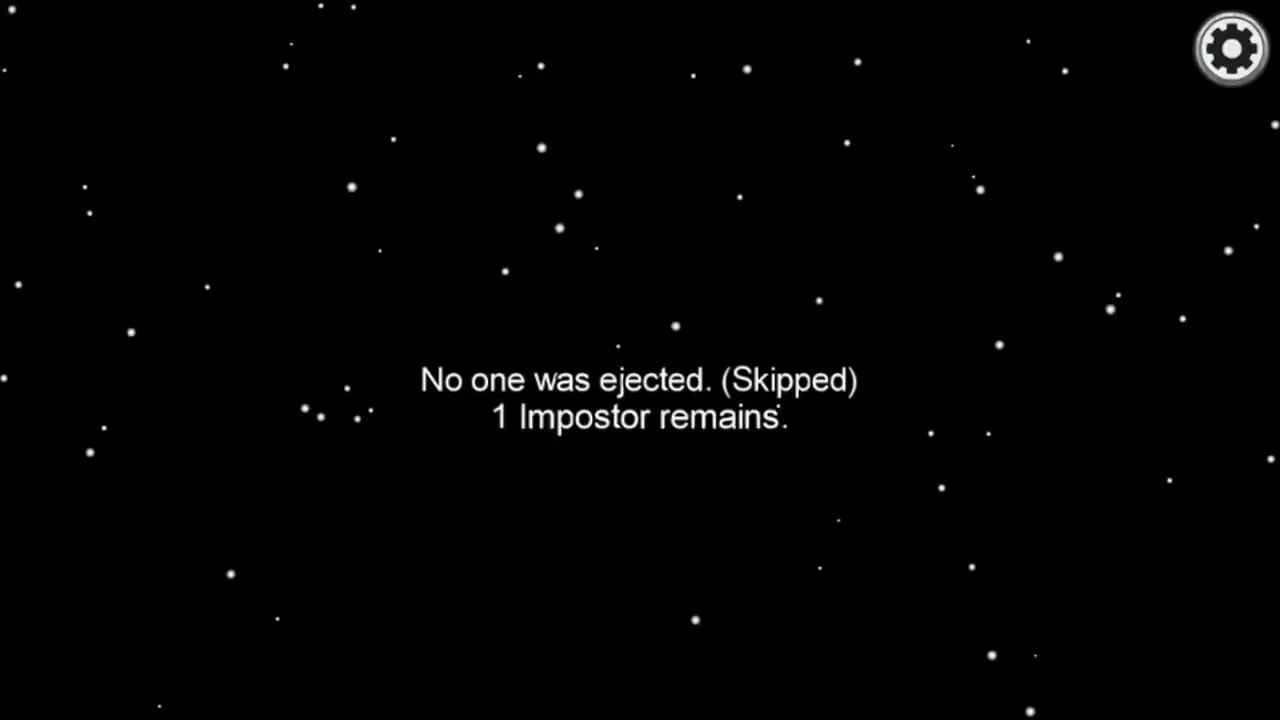 No one was ejected. (Skipped)
1 Impostor remains.